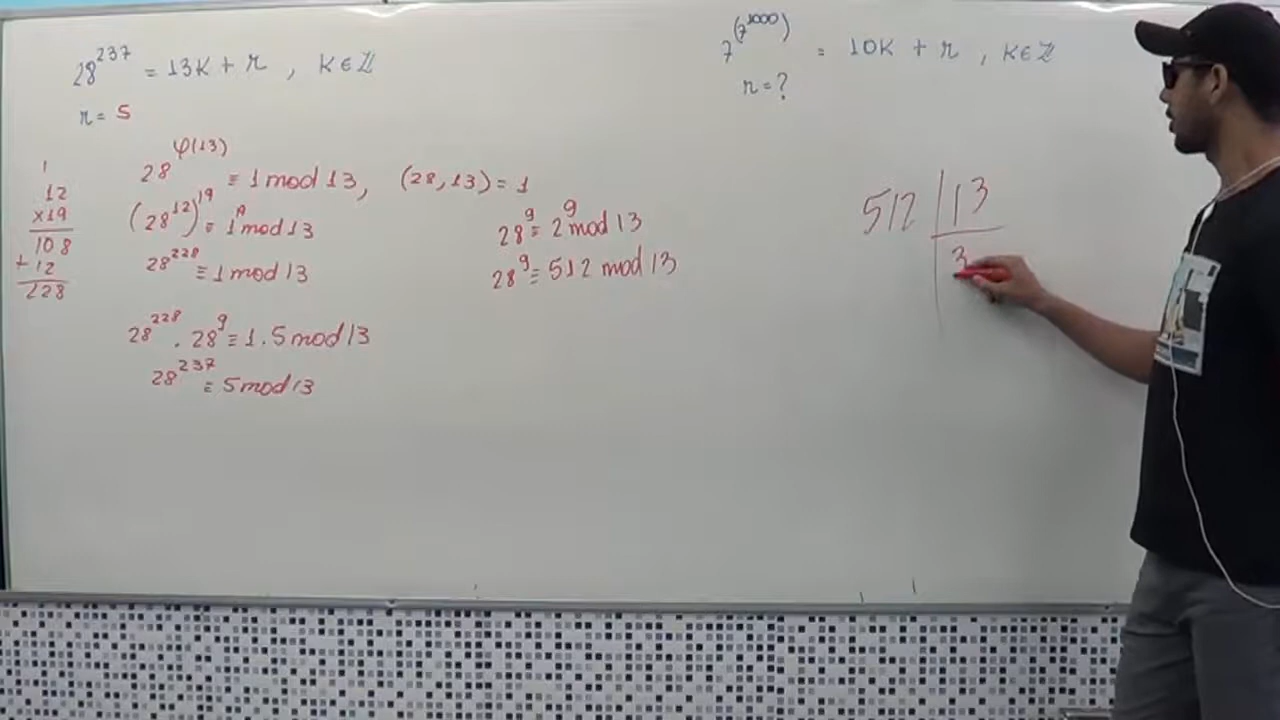 28^237 = 13K + r , K ∈ ℤ
r = 5
28^φ(13) ≡ 1 mod 13, (28, 13) = 1
(28^12)^19 ≡ 1^19 mod 13
28^228 ≡ 1 mod 13
28^228 . 28^9 ≡ 1 . 5 mod 13
28^237 ≡ 5 mod 13
1
12
x19
108
+ 12
228
28^9 ≡ 2^9 mod 13
28^9 ≡ 512 mod 13
7^(7^1000) = 10K + r , K ∈ ℤ
r = ?
512 | 13
3